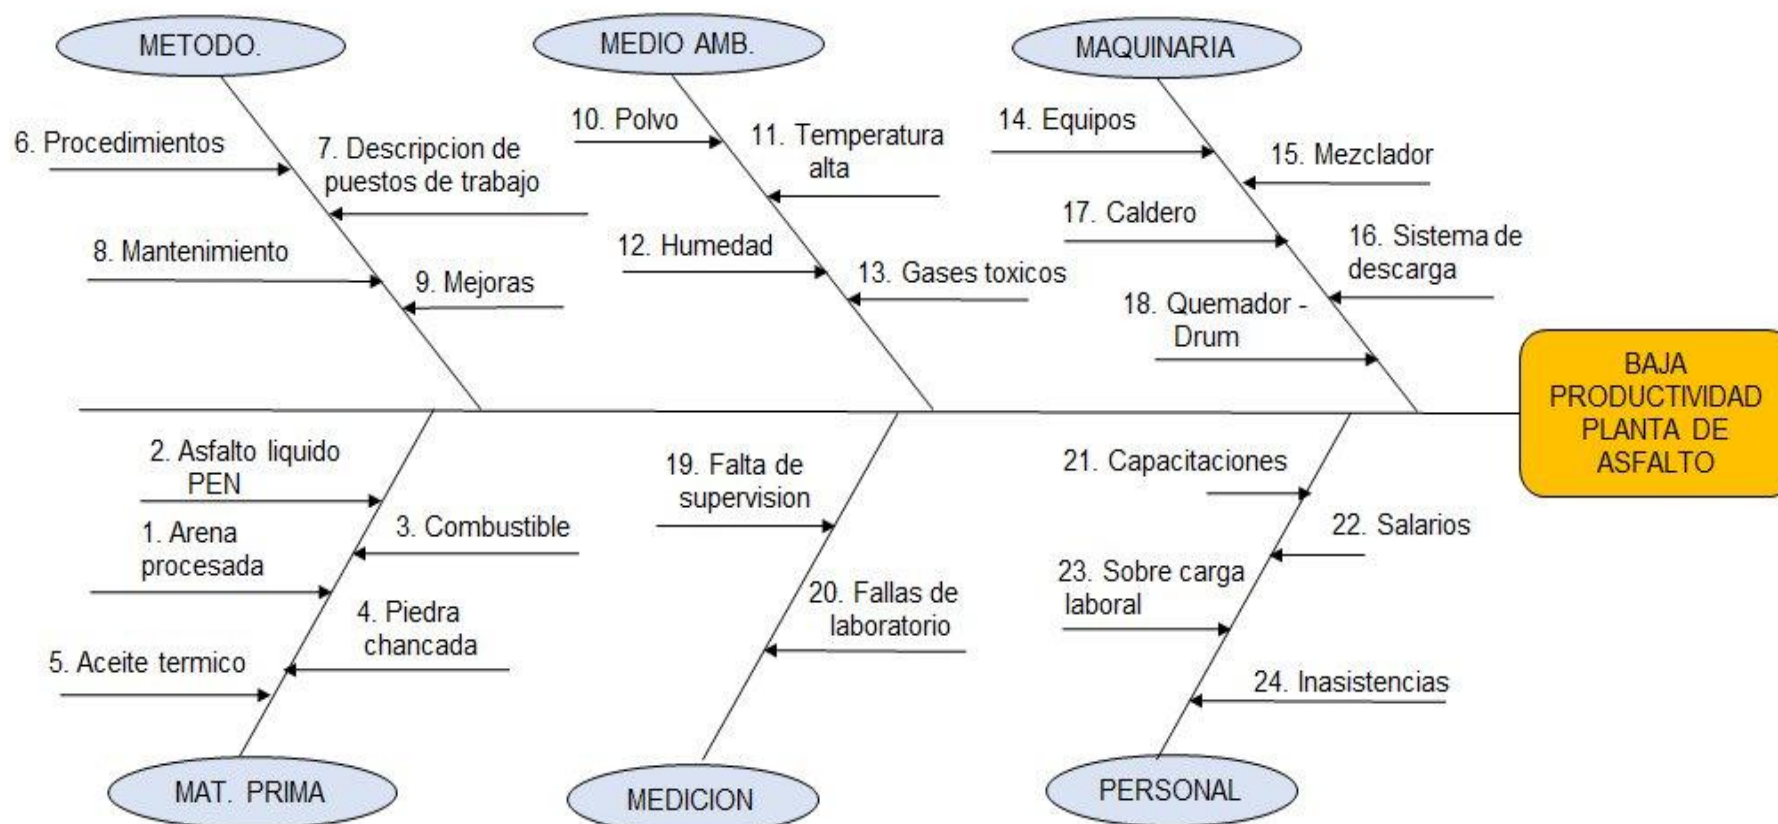 METODO.
MEDIO AMB.
MAQUINARIA
6. Procedimientos
7. Descripcion de
puestos de trabajo
8. Mantenimiento
9. Mejoras
10. Polvo
11. Temperatura
alta
12. Humedad
13. Gases toxicos
14. Equipos
15. Mezclador
17. Caldero
16. Sistema de
descarga
18. Quemador -
Drum
BAJA
PRODUCTIVIDAD
PLANTA DE
ASFALTO
2. Asfalto liquido
PEN
1. Arena
procesada
3. Combustible
4. Piedra
chancada
5. Aceite termico
19. Falta de
supervision
20. Fallas de
laboratorio
21. Capacitaciones
22. Salarios
23. Sobre carga
laboral
24. Inasistencias
MAT. PRIMA
MEDICION
PERSONAL